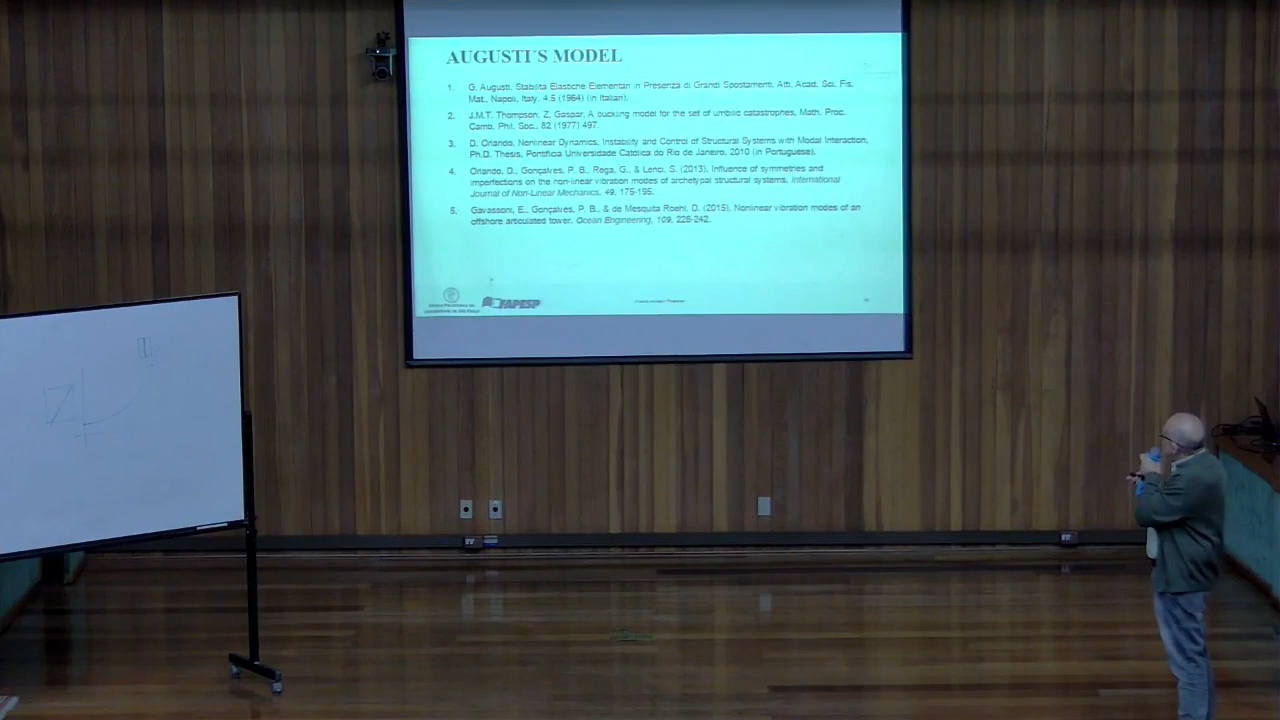 AUGUSTI´S MODEL
1. G. Augusti, Stabilita Elastiche Elementari in Presenza di Grandi Spostamenti, Atti. Acad. Sci. Fis.
Mat., Napoli, Italy. 4:5 (1964) (in Italian).
2. J.M.T. Thompson, Z. Gaspar, A buckling model for the set of umbilic catastrophes, Math. Proc.
Camb. Phil. Soc., 82 (1977) 497.
3. D. Orlando, Nonlinear Dynamics, Instability and Control of Structural Systems with Modal Interaction,
Ph.D. Thesis, Pontifícia Universidade Católica do Rio de Janeiro, 2010 (in Portuguese).
4. Orlando, D., Gonçalves, P. B., Rega, G., & Lenci, S. (2013). Influence of symmetries and
imperfections on the non-linear vibration modes of archetypal structural systems. International
Journal of Non-Linear Mechanics, 49, 175-195.
5. Gavassoni, E., Gonçalves, P. B., & de Mesquita Roehl, D. (2015). Nonlinear vibration modes of an
offshore articulated tower. Ocean Engineering, 109, 226-242.
FAPESP